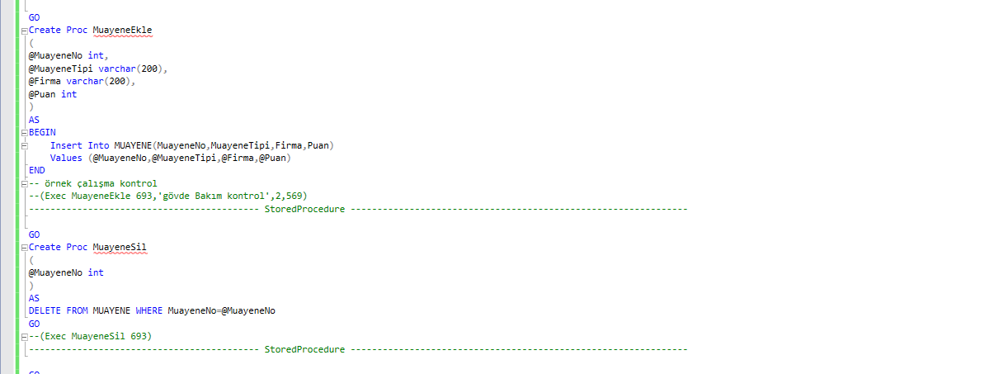 GO
Create Proc MuayeneEkle
(
@MuayeneNo int,
@MuayeneTipi varchar(200),
@Firma varchar(200),
@Puan int
)
AS
BEGIN
    Insert Into MUAYENE(MuayeneNo,MuayeneTipi,Firma,Puan)
    Values (@MuayeneNo,@MuayeneTipi,@Firma,@Puan)
END
-- örnek çalışma kontrol
--(Exec MuayeneEkle 693,'gövde Bakım kontrol',2,569)
------------------------------------------- StoredProcedure ---------------------------------------------------------------
GO
Create Proc MuayeneSil
(
@MuayeneNo int
)
AS
DELETE FROM MUAYENE WHERE MuayeneNo=@MuayeneNo
GO
--(Exec MuayeneSil 693)
------------------------------------------- StoredProcedure ---------------------------------------------------------------
GO